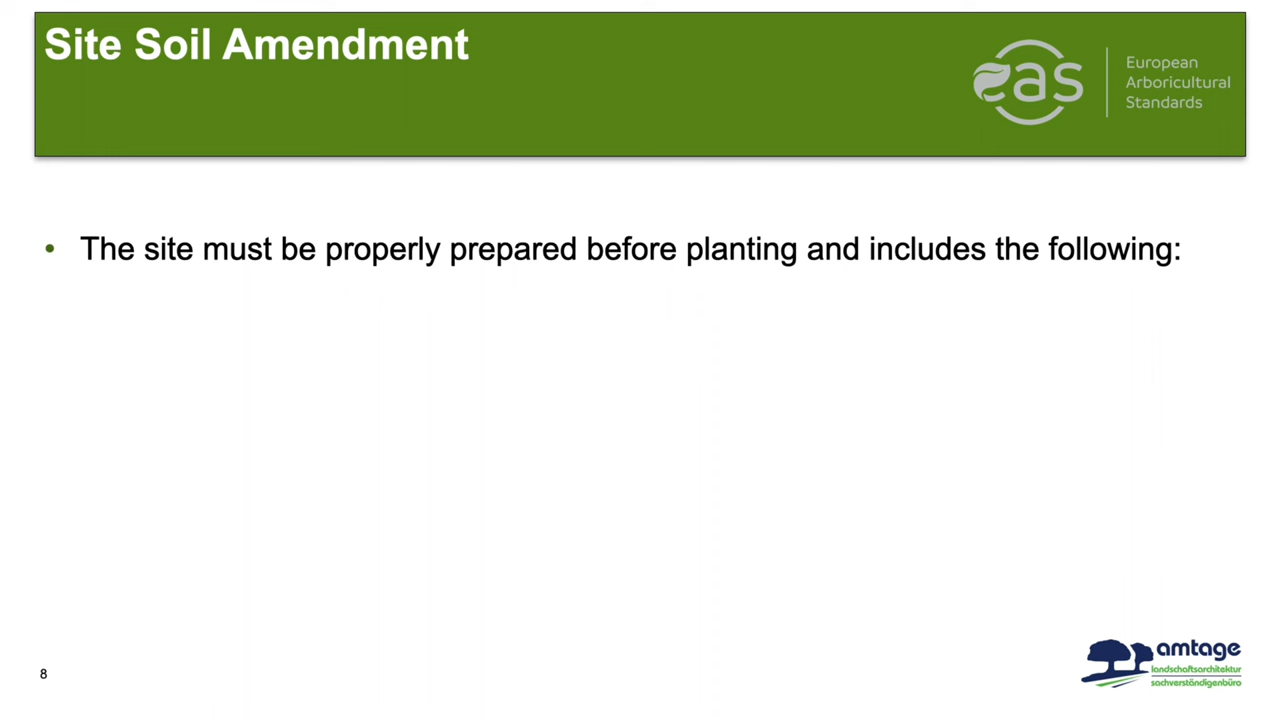 Site Soil Amendment
eas
European
Arboricultural
Standards
• The site must be properly prepared before planting and includes the following:
amtage
landschaftsarchitektur
sachverständigenbüro
8